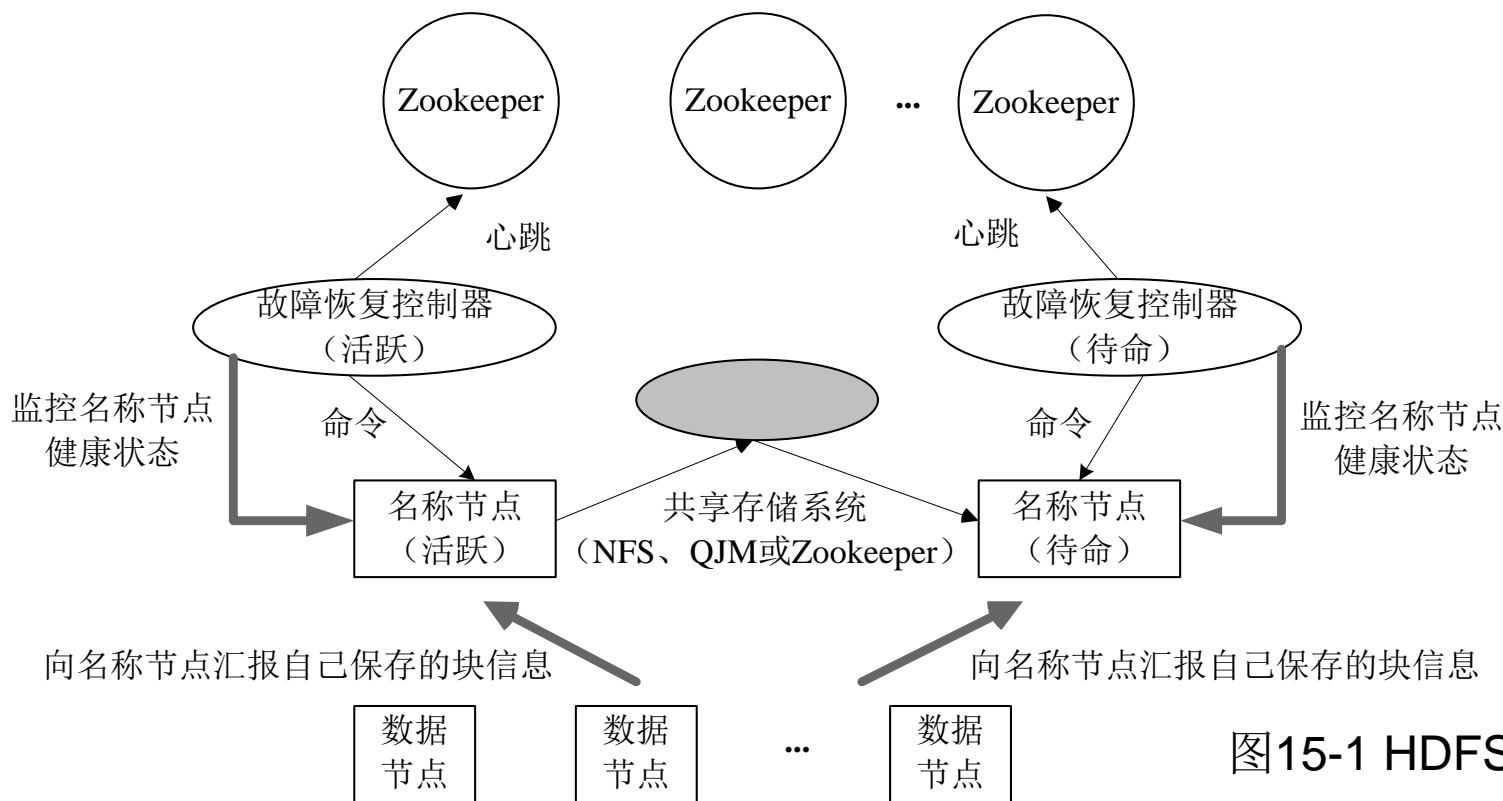 Zookeeper
Zookeeper
...
Zookeeper
心跳
心跳
故障恢复控制器
（活跃）
故障恢复控制器
（待命）
监控名称节点
健康状态
命令
命令
监控名称节点
健康状态
名称节点
（活跃）
共享存储系统
（NFS、QJM或Zookeeper）
名称节点
（待命）
向名称节点汇报自己保存的块信息
向名称节点汇报自己保存的块信息
数据
节点
数据
节点
...
数据
节点
图15-1 HDFS